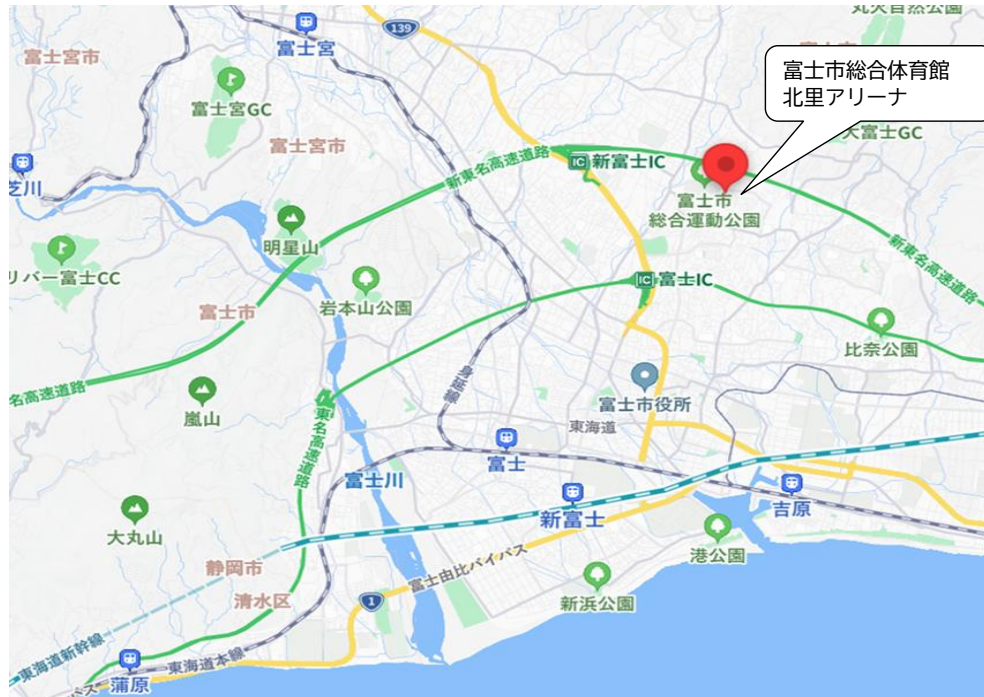 丸火自然公園
139
富士宮
富士宮市
富士市総合体育館
北里アリーナ
富士宮GC
大富士GC
富士宮市
新東名高速道路
IC
新富士IC
芝川
富士市
総合運動公園
明星山
新東名高速道路
リバー富士CC
IC
富士IC
岩本山公園
富士市
比奈公園
名高速道路
身延線
嵐山
富士市役所
東名高速道路
東海道
富士
富士川
吉原
新富士
大丸山
港公園
富士由比バイパス
静岡市
清水区
1
新浜公園
東海道新幹線
東海道本線
蒲原
バス